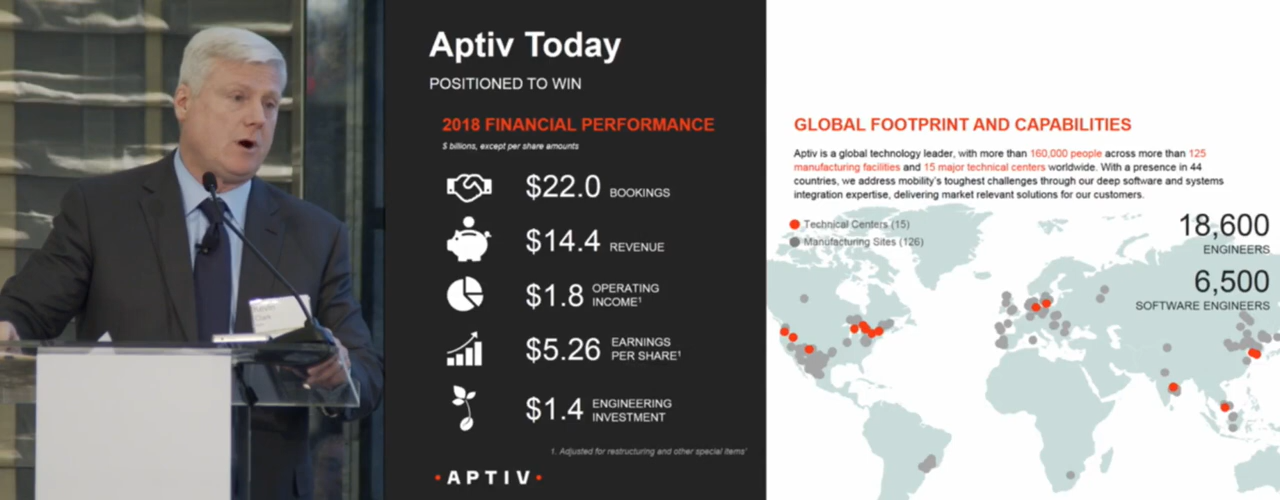 Aptiv Today
POSITIONED TO WIN
2018 FINANCIAL PERFORMANCE
$ billions, except per share amounts
$22.0 BOOKINGS
$14.4 REVENUE
$1.8 OPERATING
INCOME¹
$5.26 EARNINGS
PER SHARE¹
$1.4 ENGINEERING
INVESTMENT
1. Adjusted for restructuring and other special items'
• APTIV •
GLOBAL FOOTPRINT AND CAPABILITIES
Aptiv is a global technology leader, with more than 160,000 people across more than 125
manufacturing facilities and 15 major technical centers worldwide. With a presence in 44
countries, we address mobility's toughest challenges through our deep software and systems
integration expertise, delivering market relevant solutions for our customers.
Technical Centers (15)
Manufacturing Sites (126)
18,600
ENGINEERS
6,500
SOFTWARE ENGINEERS
Kevin
Clark